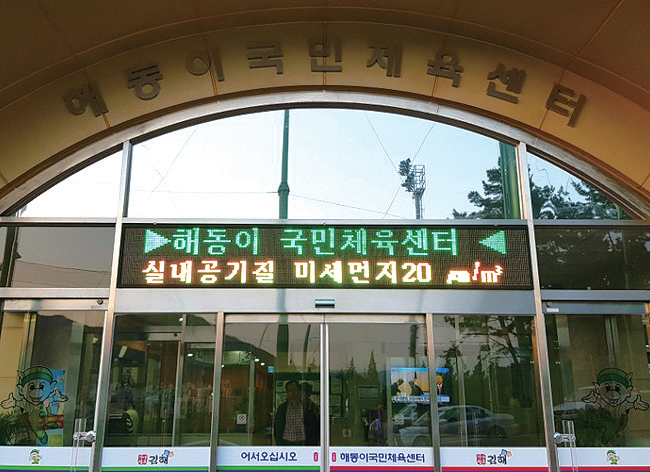 해동이국민체육센터
해동이 국민체육센터
실내공기질 미세먼지20 ㎍/㎥
김해
어서오십시오
해동이국민체육센터
김해